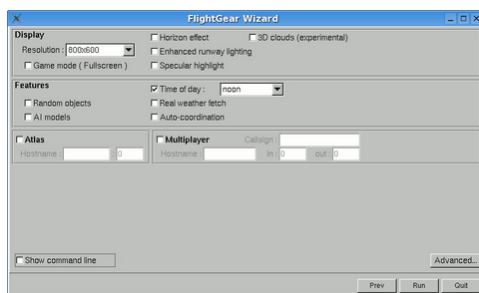 FlightGear Wizard
Display
Resolution : 800x600
Game mode ( Fullscreen )
Horizon effect
3D clouds (experimental)
Enhanced runway lighting
Specular highlight
Features
Random objects
AI models
Time of day : noon
Real weather fetch
Auto-coordination
Atlas
Hostname : : 0
Multiplayer Callsign :
Hostname : in : 0 out : 0
Show command line
Advanced...
Prev Run Quit